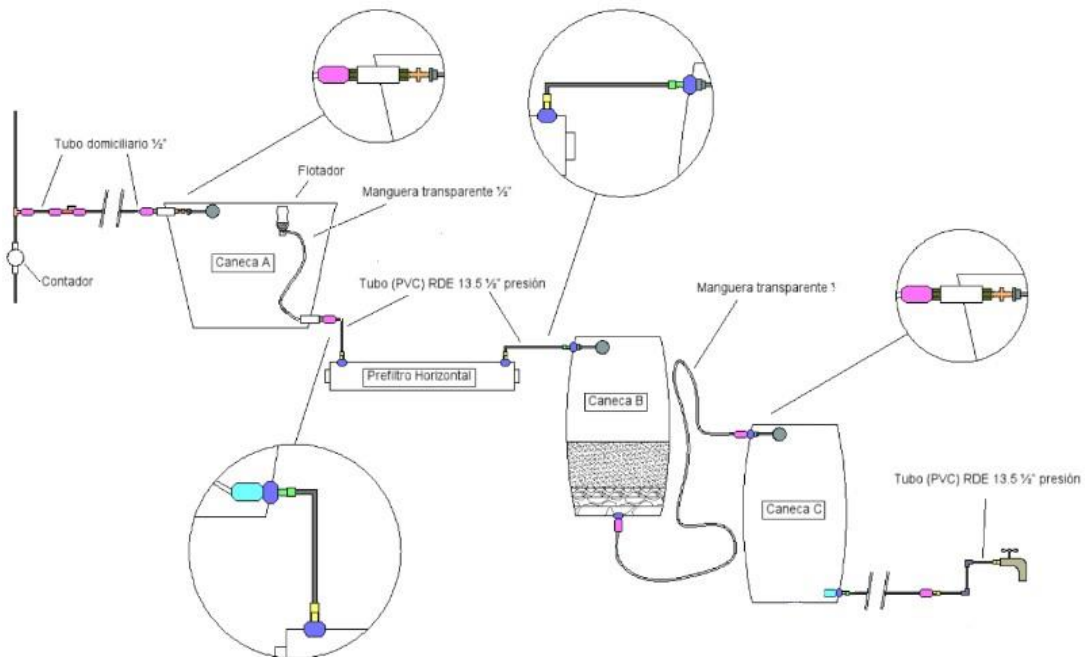 Tubo domiciliario ½"
Flotador
Manguera transparente ½"
Caneca A
Contador
Tubo (PVC) RDE 13.5 ½" presión
Manguera transparente
Prefiltro Horizontal
Caneca B
Tubo (PVC) RDE 13.5 ½" presión
Caneca C